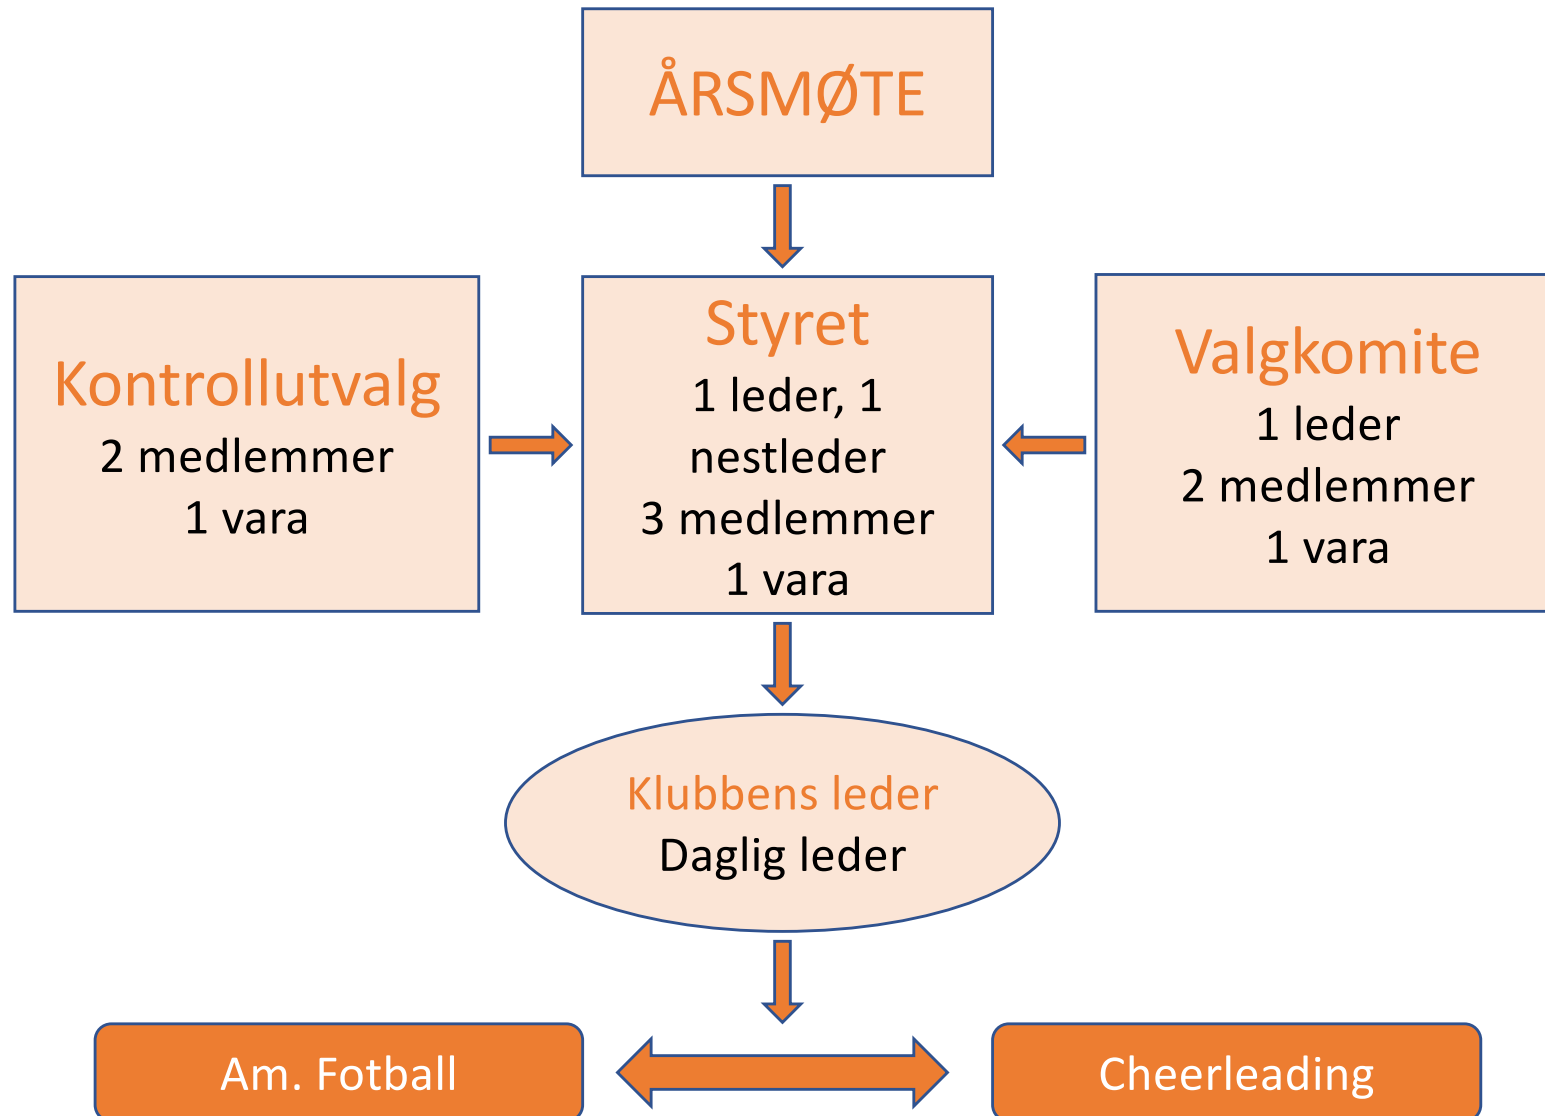 ÅRSMØTE
Kontrollutvalg
2 medlemmer
1 vara
Styret
1 leder, 1
nestleder
3 medlemmer
1 vara
Valgkomite
1 leder
2 medlemmer
1 vara
Klubbens leder
Daglig leder
Am. Fotball
Cheerleading